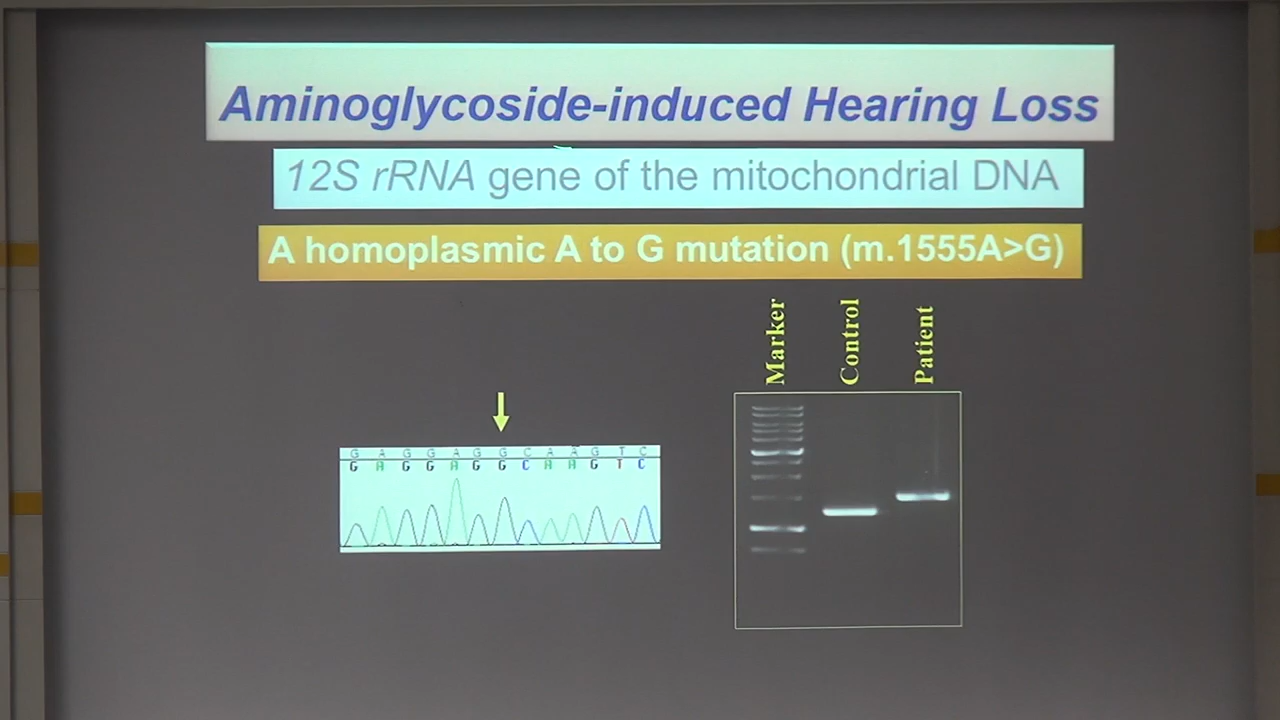 Aminoglycoside-induced Hearing Loss
12S rRNA gene of the mitochondrial DNA
A homoplasmic A to G mutation (m.1555A>G)
Marker
Control
Patient
G A G G A G G C A A G T C
G A G G A G G C A A G T C